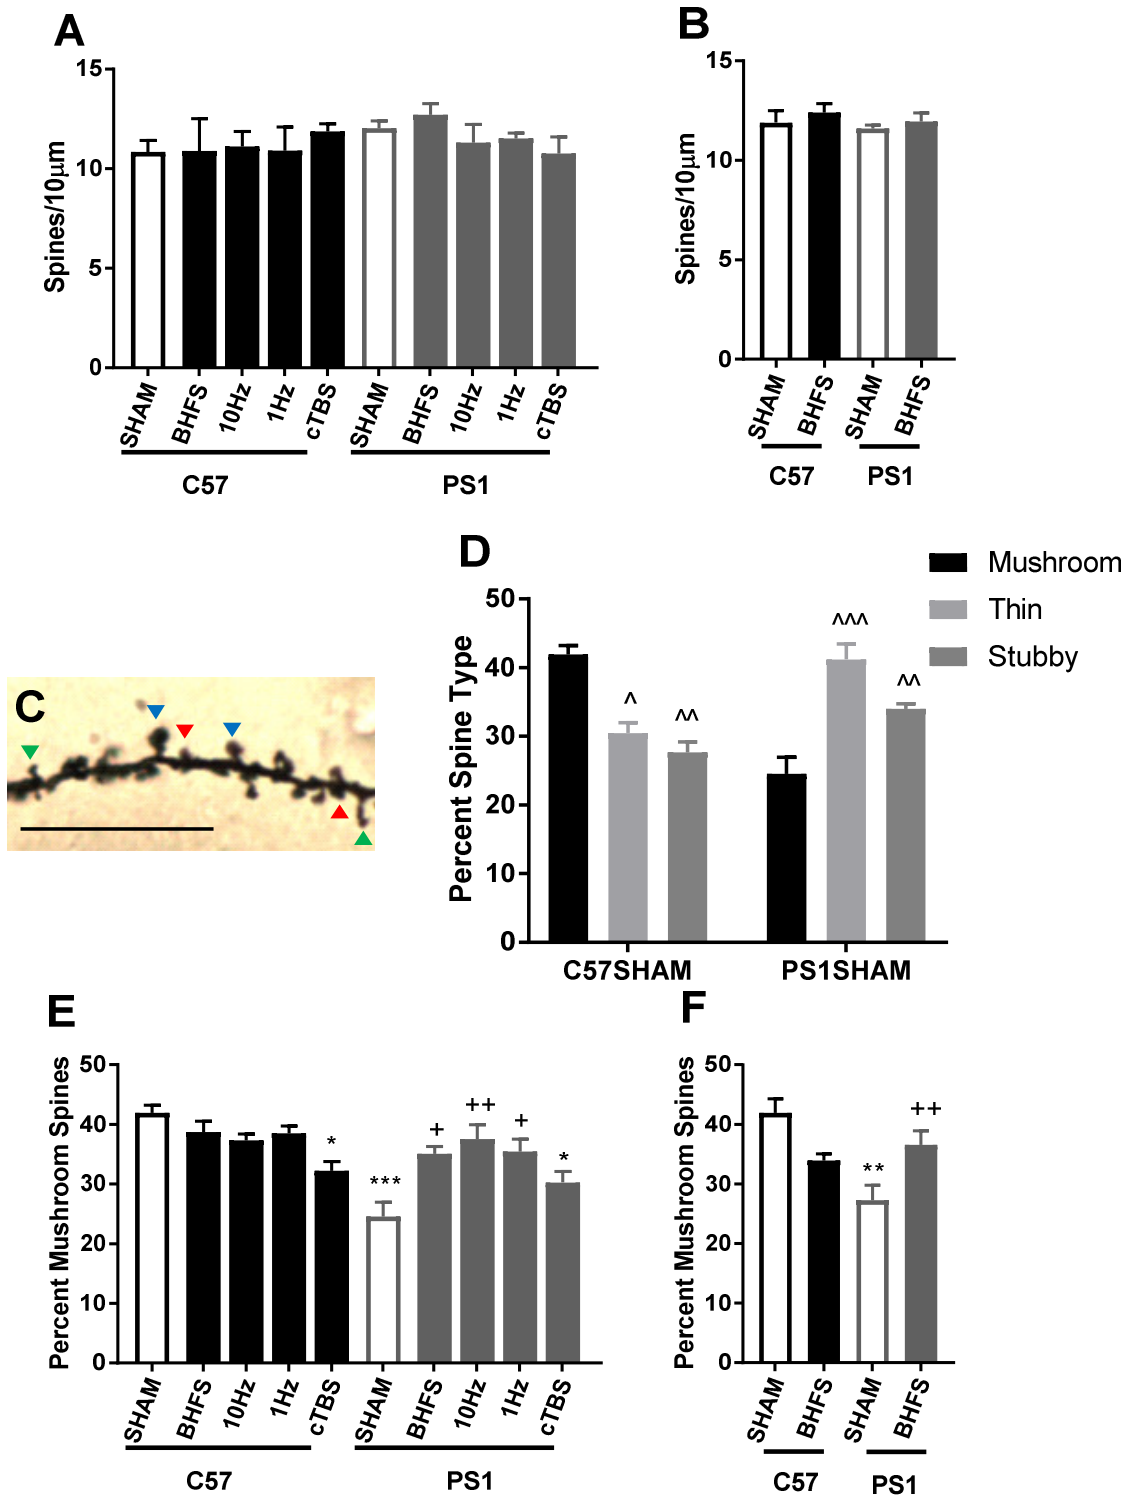 A
Spines/10μm
15
10
5
0
SHAM
BHFS
10Hz
1Hz
cTBS
SHAM
BHFS
10Hz
1Hz
cTBS
C57
PS1
B
Spines/10μm
15
10
5
0
SHAM
BHFS
SHAM
BHFS
C57
PS1
C
D
Percent Spine Type
50
40
30
20
10
0
^
^^
^^^
^^
C57SHAM
PS1SHAM
Mushroom
Thin
Stubby
E
Percent Mushroom Spines
50
40
30
20
10
0
*
***
+
++
+
*
SHAM
BHFS
10Hz
1Hz
cTBS
SHAM
BHFS
10Hz
1Hz
cTBS
C57
PS1
F
Percent Mushroom Spines
50
40
30
20
10
0
**
++
SHAM
BHFS
SHAM
BHFS
C57
PS1